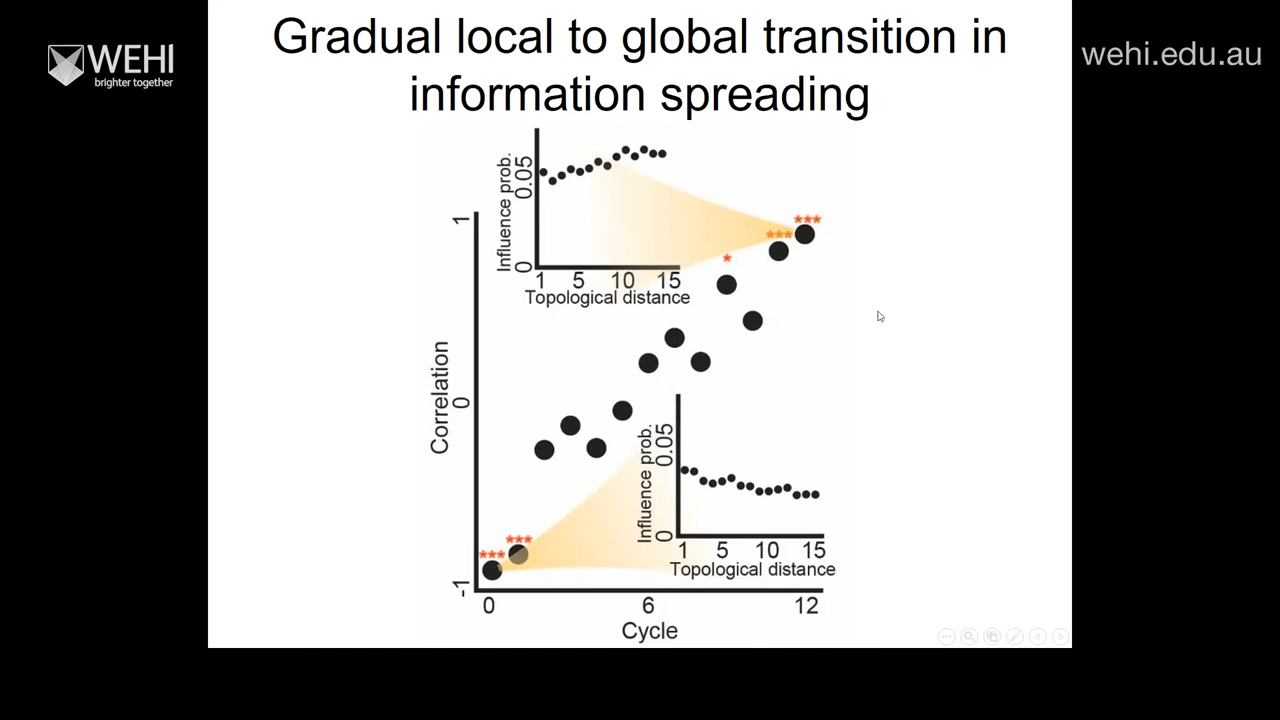 Gradual local to global transition in
information spreading
WEHI
brighter together
wehi.edu.au
Influence prob.
0.05
0
1 5 10 15
Topological distance
***
***
*
1
0
-1
Correlation
Influence prob.
0.05
0
1 5 10 15
Topological distance
***
***
0 6 12
Cycle